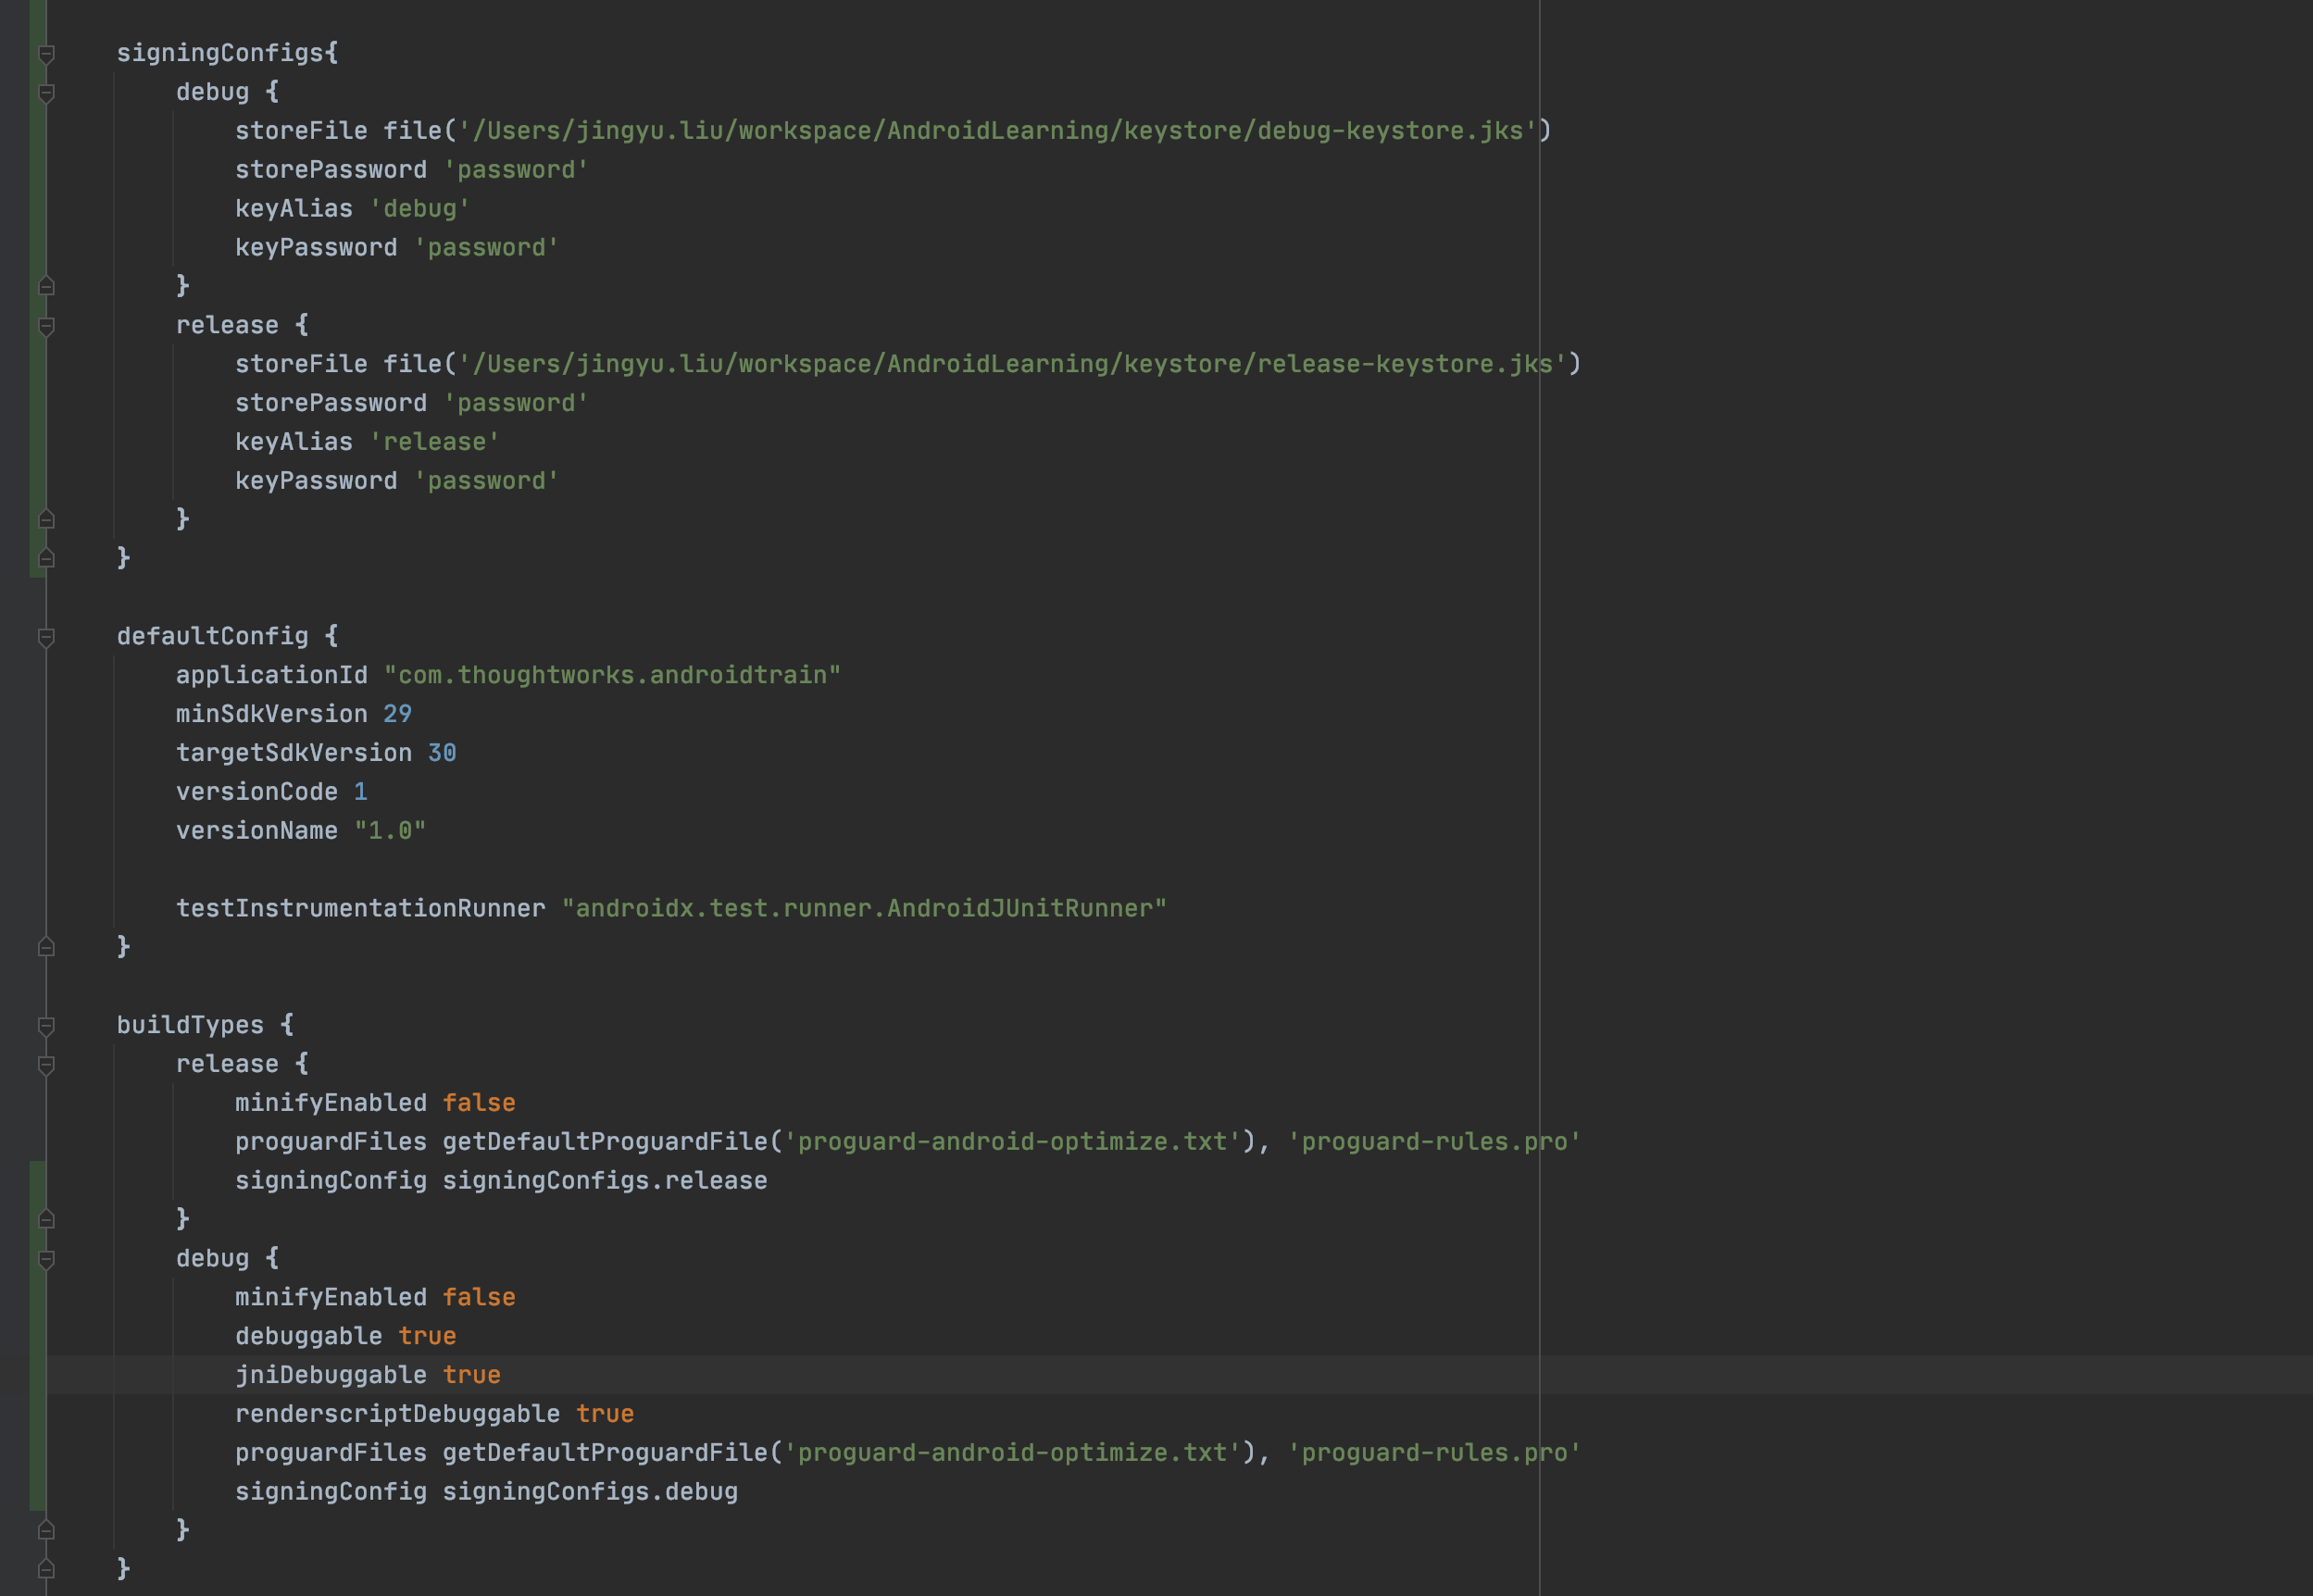 signingConfigs{
debug {
storeFile file('/Users/jingyu.liu/workspace/AndroidLearning/keystore/debug-keystore.jks')
storePassword 'password'
keyAlias 'debug'
keyPassword 'password'
}
release {
storeFile file('/Users/jingyu.liu/workspace/AndroidLearning/keystore/release-keystore.jks')
storePassword 'password'
keyAlias 'release'
keyPassword 'password'
}
}
defaultConfig {
applicationId "com.thoughtworks.androidtrain"
minSdkVersion 29
targetSdkVersion 30
versionCode 1
versionName "1.0"
testInstrumentationRunner "androidx.test.runner.AndroidJUnitRunner"
}
buildTypes {
release {
minifyEnabled false
proguardFiles getDefaultProguardFile('proguard-android-optimize.txt'), 'proguard-rules.pro'
signingConfig signingConfigs.release
}
debug {
minifyEnabled false
debuggable true
jniDebuggable true
renderscriptDebuggable true
proguardFiles getDefaultProguardFile('proguard-android-optimize.txt'), 'proguard-rules.pro'
signingConfig signingConfigs.debug
}
}